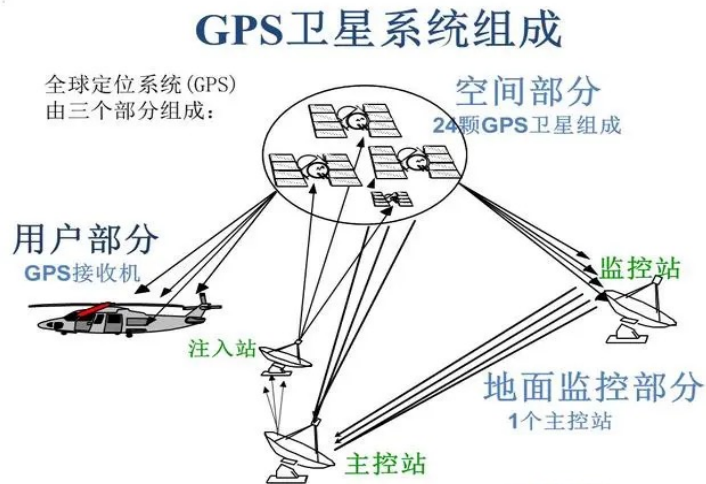 GPS卫星系统组成
全球定位系统(GPS)
由三个部分组成：
空间部分
24颗GPS卫星组成
用户部分
GPS接收机
监控站
注入站
地面监控部分
1个主控站
主控站